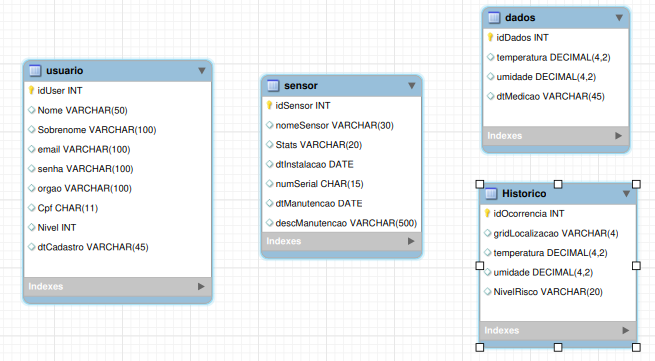 usuario
idUser INT
Nome VARCHAR(50)
Sobrenome VARCHAR(100)
email VARCHAR(100)
senha VARCHAR(100)
orgao VARCHAR(100)
Cpf CHAR(11)
Nivel INT
dtCadastro VARCHAR(45)
Indexes
sensor
idSensor INT
nomeSensor VARCHAR(30)
Stats VARCHAR(20)
dtInstalacao DATE
numSerial CHAR(15)
dtManutencao DATE
descManutencao VARCHAR(500)
Indexes
dados
idDados INT
temperatura DECIMAL(4,2)
umidade DECIMAL(4,2)
dtMedicao VARCHAR(45)
Indexes
Historico
idOcorrencia INT
gridLocalizacao VARCHAR(4)
temperatura DECIMAL(4,2)
umidade DECIMAL(4,2)
NivelRisco VARCHAR(20)
Indexes